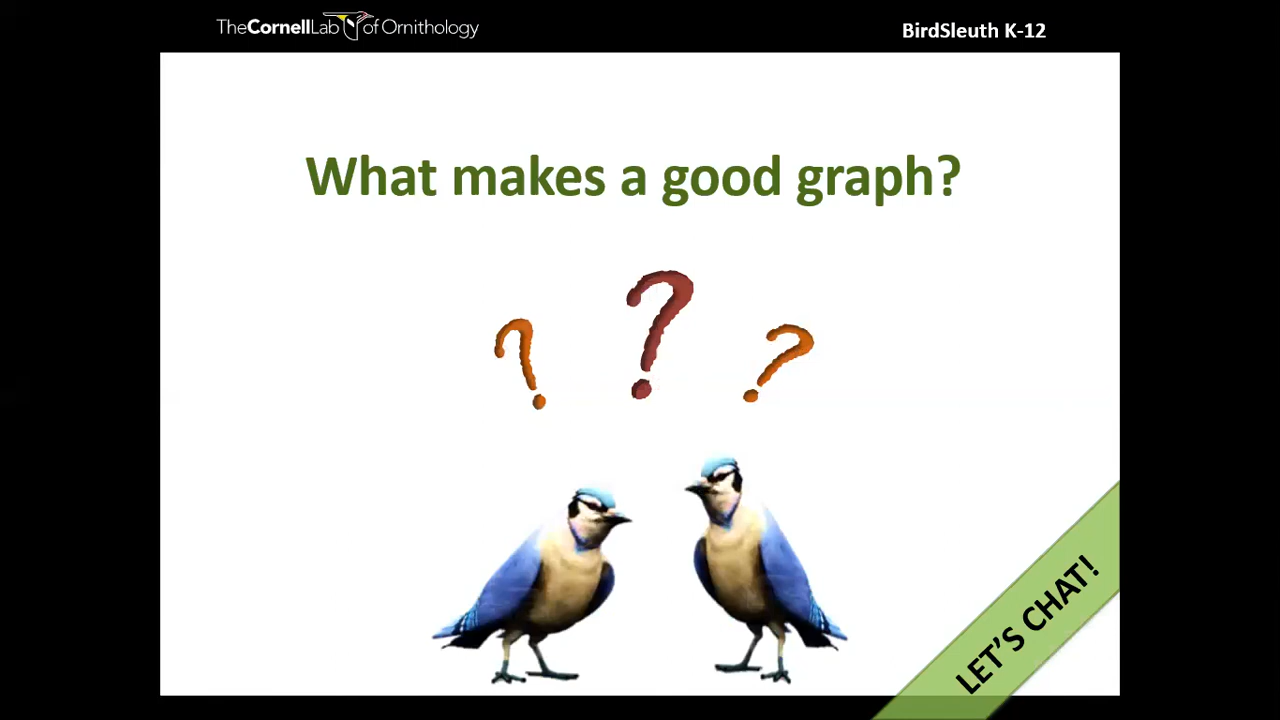 TheCornellLab of Ornithology
BirdSleuth K-12
What makes a good graph?
? ? ?
LET'S CHAT!